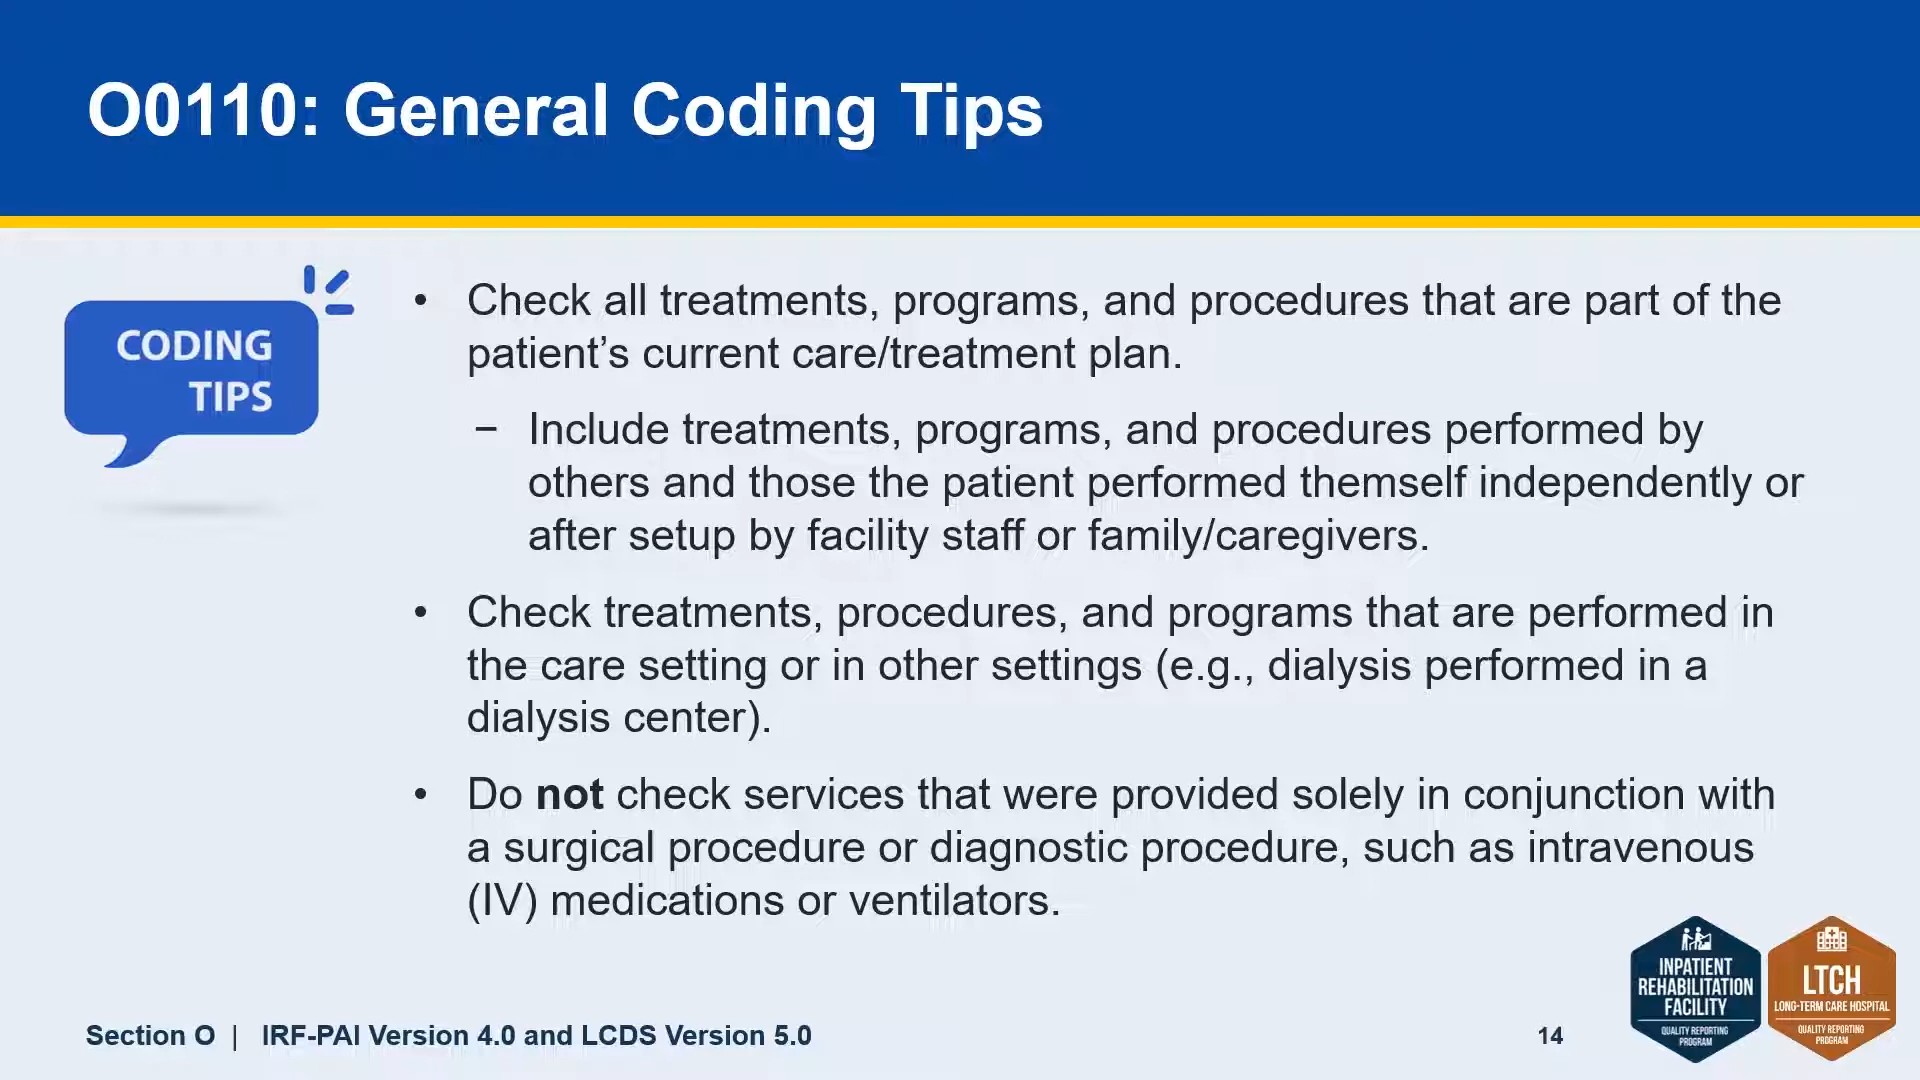 O0110: General Coding Tips
CODING
TIPS
• Check all treatments, programs, and procedures that are part of the
patient’s current care/treatment plan.
− Include treatments, programs, and procedures performed by
others and those the patient performed themself independently or
after setup by facility staff or family/caregivers.
• Check treatments, procedures, and programs that are performed in
the care setting or in other settings (e.g., dialysis performed in a
dialysis center).
• Do not check services that were provided solely in conjunction with
a surgical procedure or diagnostic procedure, such as intravenous
(IV) medications or ventilators.
Section O | IRF-PAI Version 4.0 and LCDS Version 5.0
14
INPATIENT
REHABILITATION
FACILITY
QUALITY REPORTING
PROGRAM
LTCH
LONG-TERM CARE HOSPITAL
QUALITY REPORTING
PROGRAM